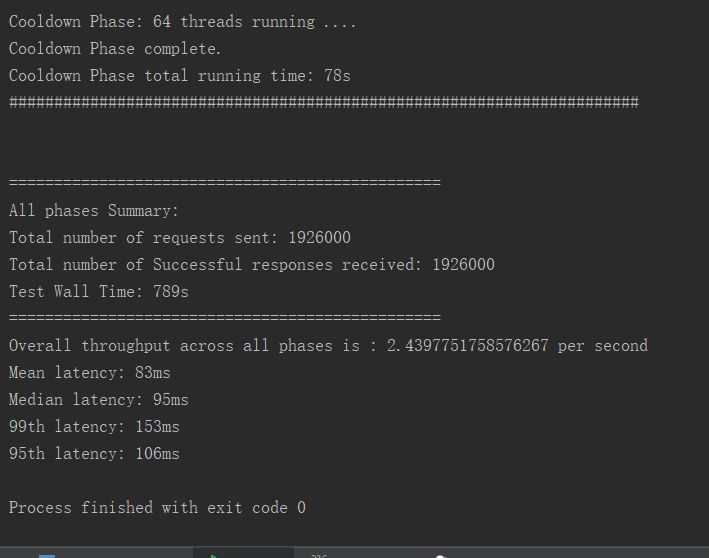 Cooldown Phase: 64 threads running ....
Cooldown Phase complete.
Cooldown Phase total running time: 78s
######################################################################
================================================
All phases Summary:
Total number of requests sent: 1926000
Total number of Successful responses received: 1926000
Test Wall Time: 789s
================================================
Overall throughput across all phases is : 2.4397751758576267 per second
Mean latency: 83ms
Median latency: 95ms
99th latency: 153ms
95th latency: 106ms
Process finished with exit code 0